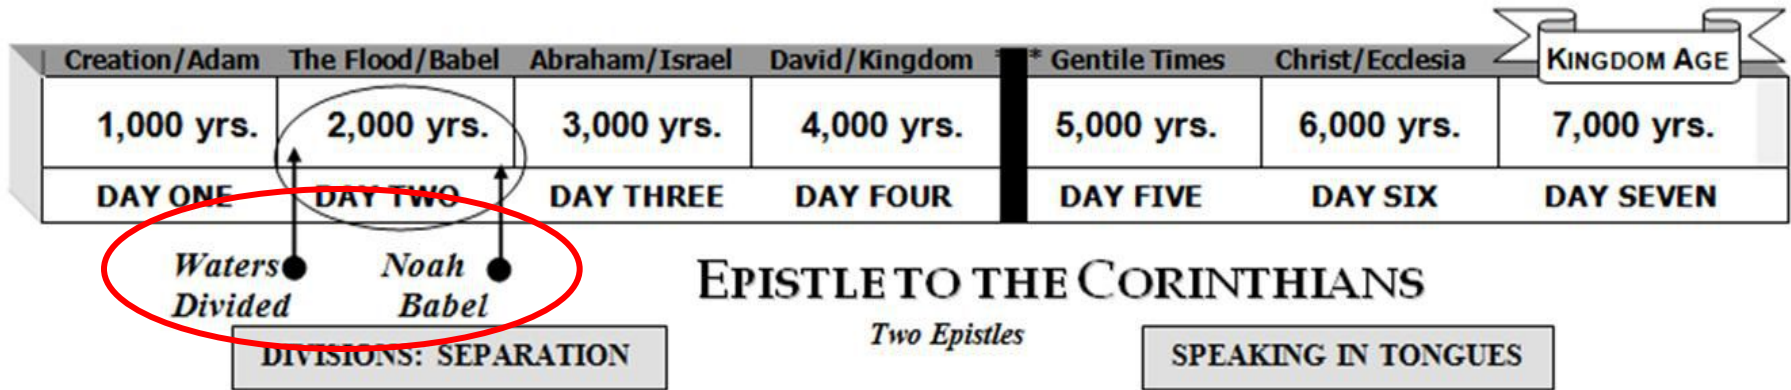 Creation/Adam The Flood/Babel Abraham/Israel David/Kingdom * * Gentile Times Christ/Ecclesia KINGDOM AGE
1,000 yrs. 2,000 yrs. 3,000 yrs. 4,000 yrs. 5,000 yrs. 6,000 yrs. 7,000 yrs.
DAY ONE DAY TWO DAY THREE DAY FOUR DAY FIVE DAY SIX DAY SEVEN
Waters Noah
Divided Babel
EPISTLE TO THE CORINTHIANS
Two Epistles
DIVISIONS: SEPARATION SPEAKING IN TONGUES